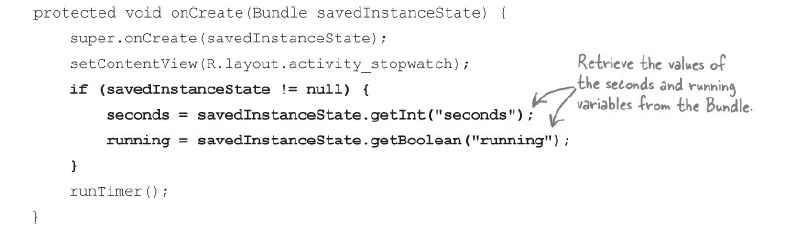 protected void onCreate(Bundle savedInstanceState) {
super.onCreate(savedInstanceState);
setContentView(R.layout.activity_stopwatch);
if (savedInstanceState != null) {
seconds = savedInstanceState.getInt("seconds");
running = savedInstanceState.getBoolean("running");
}
runTimer();
}
Retrieve the values of
the seconds and running
variables from the Bundle.